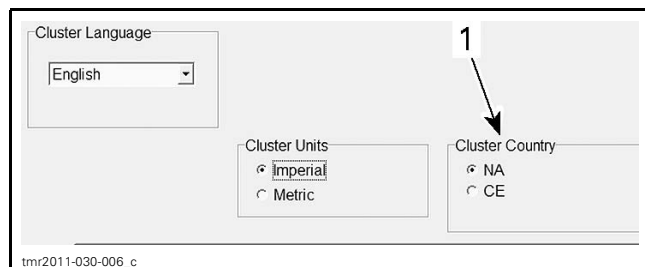 Cluster Language
1
English
Cluster Units
Cluster Country
Imperial
NA
Metric
CE
tmr2011-030-006_c